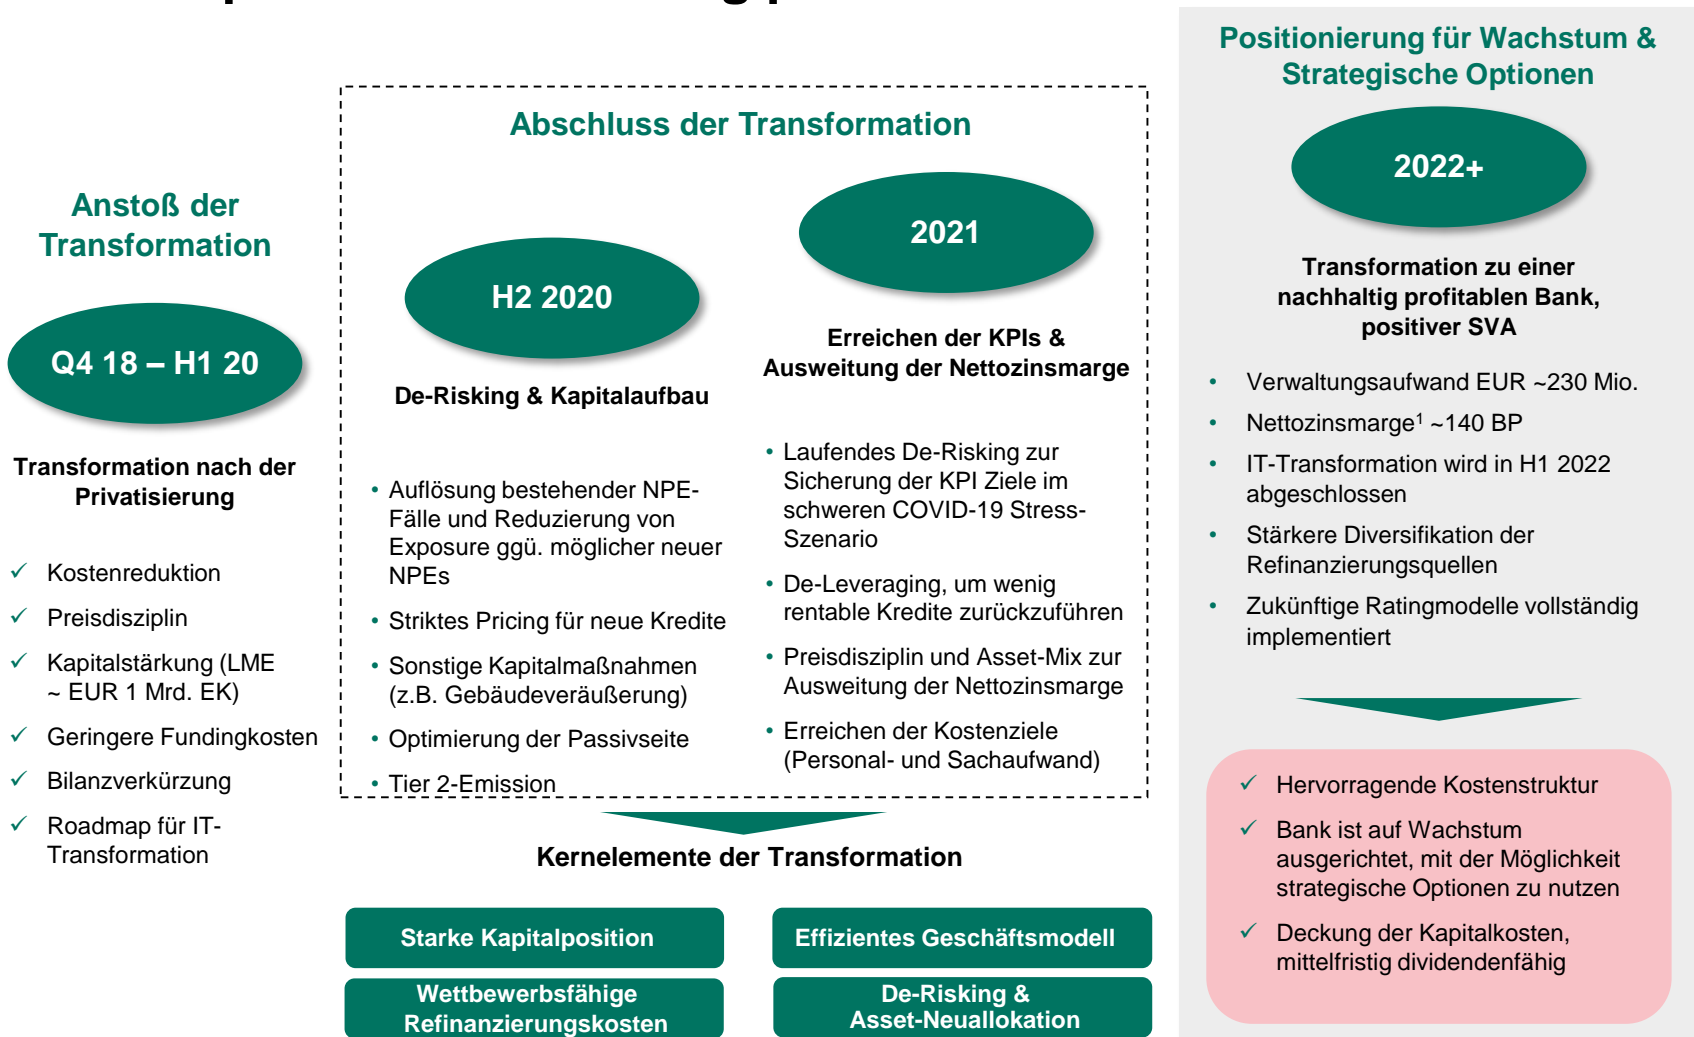 Anstoß der
Transformation
Q4 18 – H1 20
Transformation nach der
Privatisierung
✓ Kostenreduktion
✓ Preisdisziplin
✓ Kapitalstärkung (LME
~ EUR 1 Mrd. EK)
✓ Geringere Fundingkosten
✓ Bilanzverkürzung
✓ Roadmap für IT-
Transformation
Abschluss der Transformation
H2 2020
De-Risking & Kapitalaufbau
• Auflösung bestehender NPE-
Fälle und Reduzierung von
Exposure ggü. möglicher neuer
NPEs
• Striktes Pricing für neue Kredite
• Sonstige Kapitalmaßnahmen
(z.B. Gebäudeveräußerung)
• Optimierung der Passivseite
• Tier 2-Emission
2021
Erreichen der KPIs &
Ausweitung der Nettozinsmarge
• Laufendes De-Risking zur
Sicherung der KPI Ziele im
schweren COVID-19 Stress-
Szenario
• De-Leveraging, um wenig
rentable Kredite zurückzuführen
• Preisdisziplin und Asset-Mix zur
Ausweitung der Nettozinsmarge
• Erreichen der Kostenziele
(Personal- und Sachaufwand)
Kernelemente der Transformation
Starke Kapitalposition
Effizientes Geschäftsmodell
Wettbewerbsfähige
Refinanzierungskosten
De-Risking &
Asset-Neuallokation
Positionierung für Wachstum &
Strategische Optionen
2022+
Transformation zu einer
nachhaltig profitablen Bank,
positiver SVA
• Verwaltungsaufwand EUR ~230 Mio.
• Nettozinsmarge¹ ~140 BP
• IT-Transformation wird in H1 2022
abgeschlossen
• Stärkere Diversifikation der
Refinanzierungsquellen
• Zukünftige Ratingmodelle vollständig
implementiert
✓ Hervorragende Kostenstruktur
✓ Bank ist auf Wachstum
ausgerichtet, mit der Möglichkeit
strategische Optionen zu nutzen
✓ Deckung der Kapitalkosten,
mittelfristig dividendenfähig